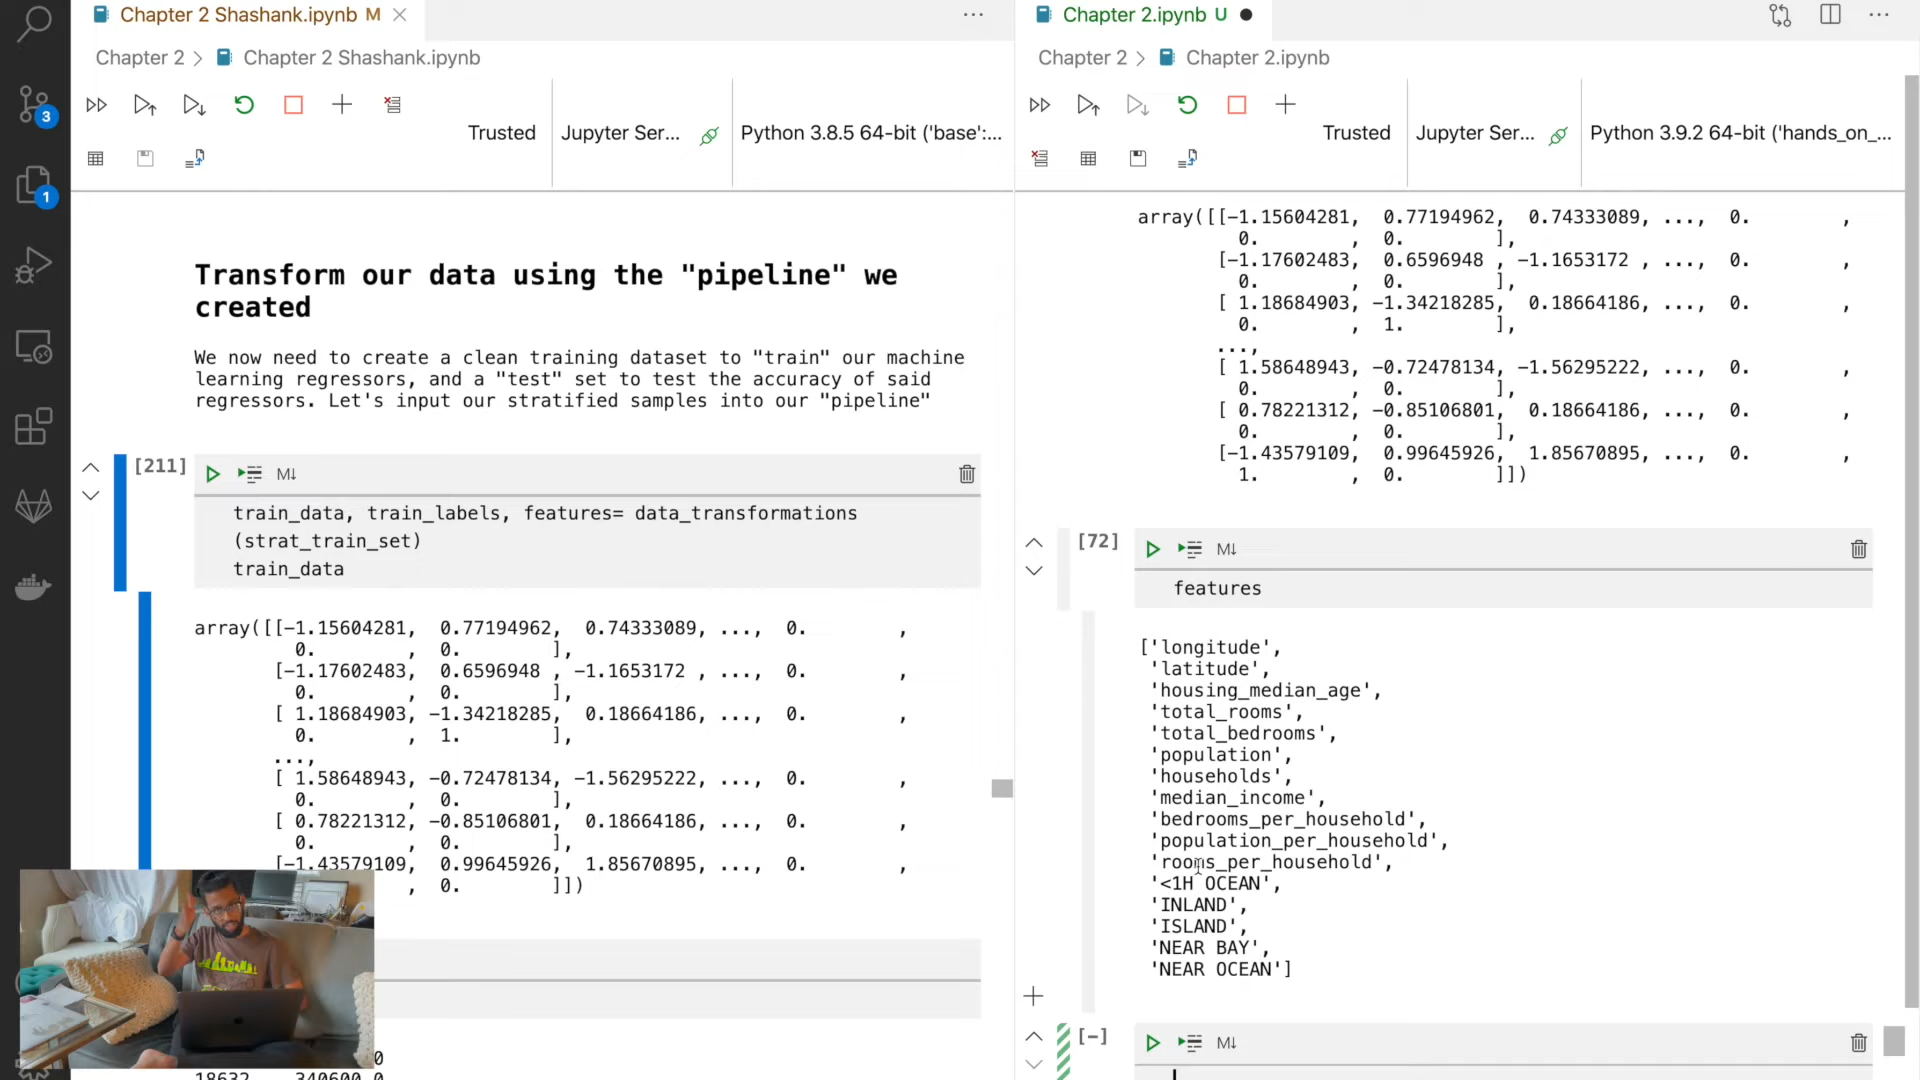 Chapter 2 Shashank.ipynb M
Chapter 2 > Chapter 2 Shashank.ipynb
Trusted
Jupyter Ser...
Python 3.8.5 64-bit ('base':...
Transform our data using the "pipeline" we
created
We now need to create a clean training dataset to "train" our machine
learning regressors, and a "test" set to test the accuracy of said
regressors. Let's input our stratified samples into our "pipeline"
[211]
M↓
train_data, train_labels, features= data_transformations
(strat_train_set)
train_data
array([[-1.15604281,  0.77194962,  0.74333089, ...,  0.        ,
0.        ,  0.        ],
[-1.17602483,  0.6596948 , -1.1653172 , ...,  0.        ,
0.        ,  0.        ],
[ 1.18684903, -1.34218285,  0.18664186, ...,  0.        ,
0.        ,  1.        ],
...,
[ 1.58648943, -0.72478134, -1.56295222, ...,  0.        ,
0.        ,  0.        ],
[ 0.78221312, -0.85106801,  0.18664186, ...,  0.        ,
0.        ,  0.        ],
[-1.43579109,  0.99645926,  1.85670895, ...,  0.        ,
,  0.        ]])
0
18632    340600.0
3
1
Chapter 2.ipynb U
Chapter 2 > Chapter 2.ipynb
Trusted
Jupyter Ser...
Python 3.9.2 64-bit ('hands_on_...
array([[-1.15604281,  0.77194962,  0.74333089, ...,  0.        ,
0.        ,  0.        ],
[-1.17602483,  0.6596948 , -1.1653172 , ...,  0.        ,
0.        ,  0.        ],
[ 1.18684903, -1.34218285,  0.18664186, ...,  0.        ,
0.        ,  1.        ],
...,
[ 1.58648943, -0.72478134, -1.56295222, ...,  0.        ,
0.        ,  0.        ],
[ 0.78221312, -0.85106801,  0.18664186, ...,  0.        ,
0.        ,  0.        ],
[-1.43579109,  0.99645926,  1.85670895, ...,  0.        ,
1.        ,  0.        ]])
[72]
M↓
features
['longitude',
'latitude',
'housing_median_age',
'total_rooms',
'total_bedrooms',
'population',
'households',
'median_income',
'bedrooms_per_household',
'population_per_household',
'rooms_per_household',
'<1H OCEAN',
'INLAND',
'ISLAND',
'NEAR BAY',
'NEAR OCEAN']
[-]
M↓